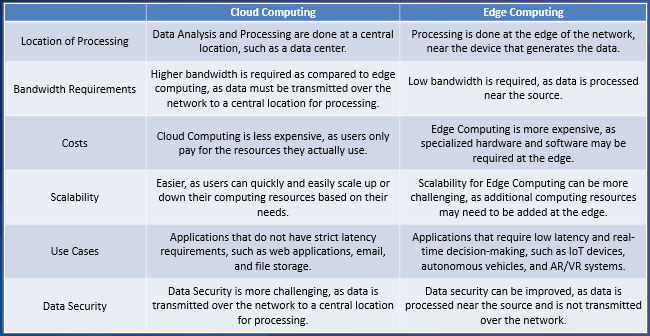 Cloud Computing
Edge Computing
Location of Processing
Data Analysis and Processing are done at a central
location, such as a data center.
Processing is done at the edge of the network,
near the device that generates the data.
Bandwidth Requirements
Higher bandwidth is required as compared to edge
computing, as data must be transmitted over the
network to a central location for processing.
Low bandwidth is required, as data is processed
near the source.
Costs
Cloud Computing is less expensive, as users only
pay for the resources they actually use.
Edge Computing is more expensive, as
specialized hardware and software may be
required at the edge.
Scalability
Easier, as users can quickly and easily scale up or
down their computing resources based on their
needs.
Scalability for Edge Computing can be more
challenging, as additional computing resources
may need to be added at the edge.
Use Cases
Applications that do not have strict latency
requirements, such as web applications, email,
and file storage.
Applications that require low latency and real-
time decision-making, such as IoT devices,
autonomous vehicles, and AR/VR systems.
Data Security
Data Security is more challenging, as data is
transmitted over the network to a central location
for processing.
Data security can be improved, as data is
processed near the source and is not transmitted
over the network.